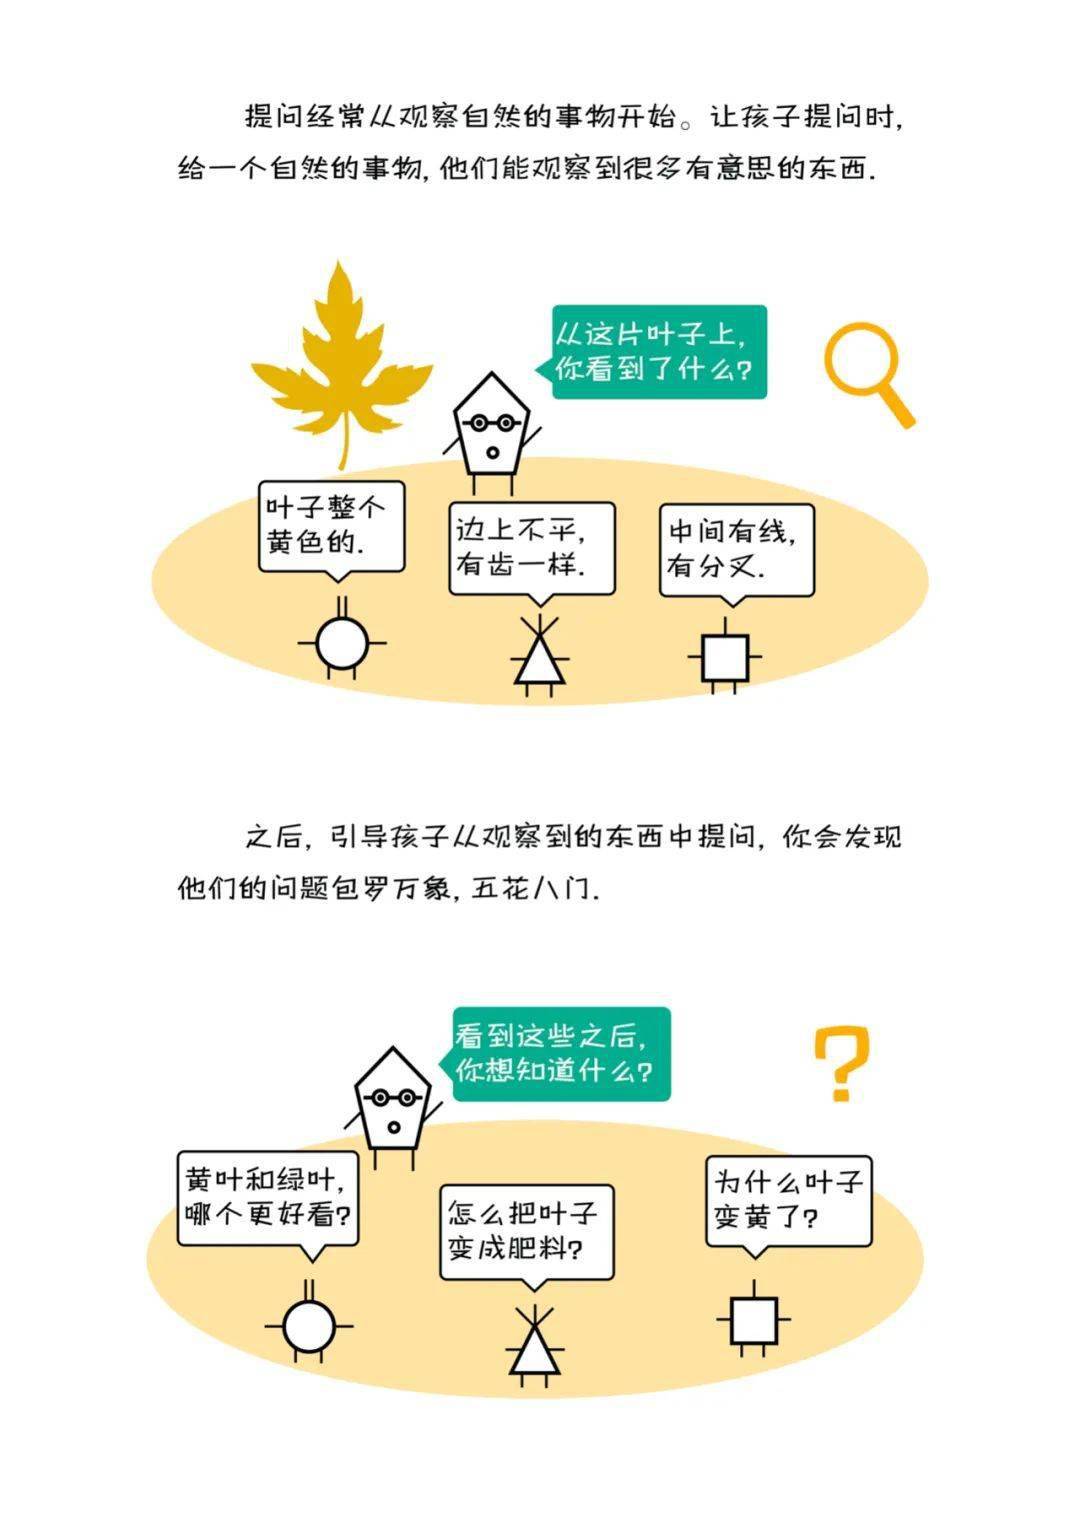 提问经常从观察自然的事物开始。让孩子提问时,
给一个自然的事物,他们能观察到很多有意思的东西.
从这片叶子上,
你看到了什么?
叶子整个
黄色的.
边上不平,
有齿一样.
中间有线,
有分叉.
之后,引导孩子从观察到的东西中提问,你会发现
他们的问题包罗万象,五花八门.
看到这些之后,
你想知道什么?
黄叶和绿叶,
哪个更好看?
怎么把叶子
变成肥料?
为什么叶子
变黄了?